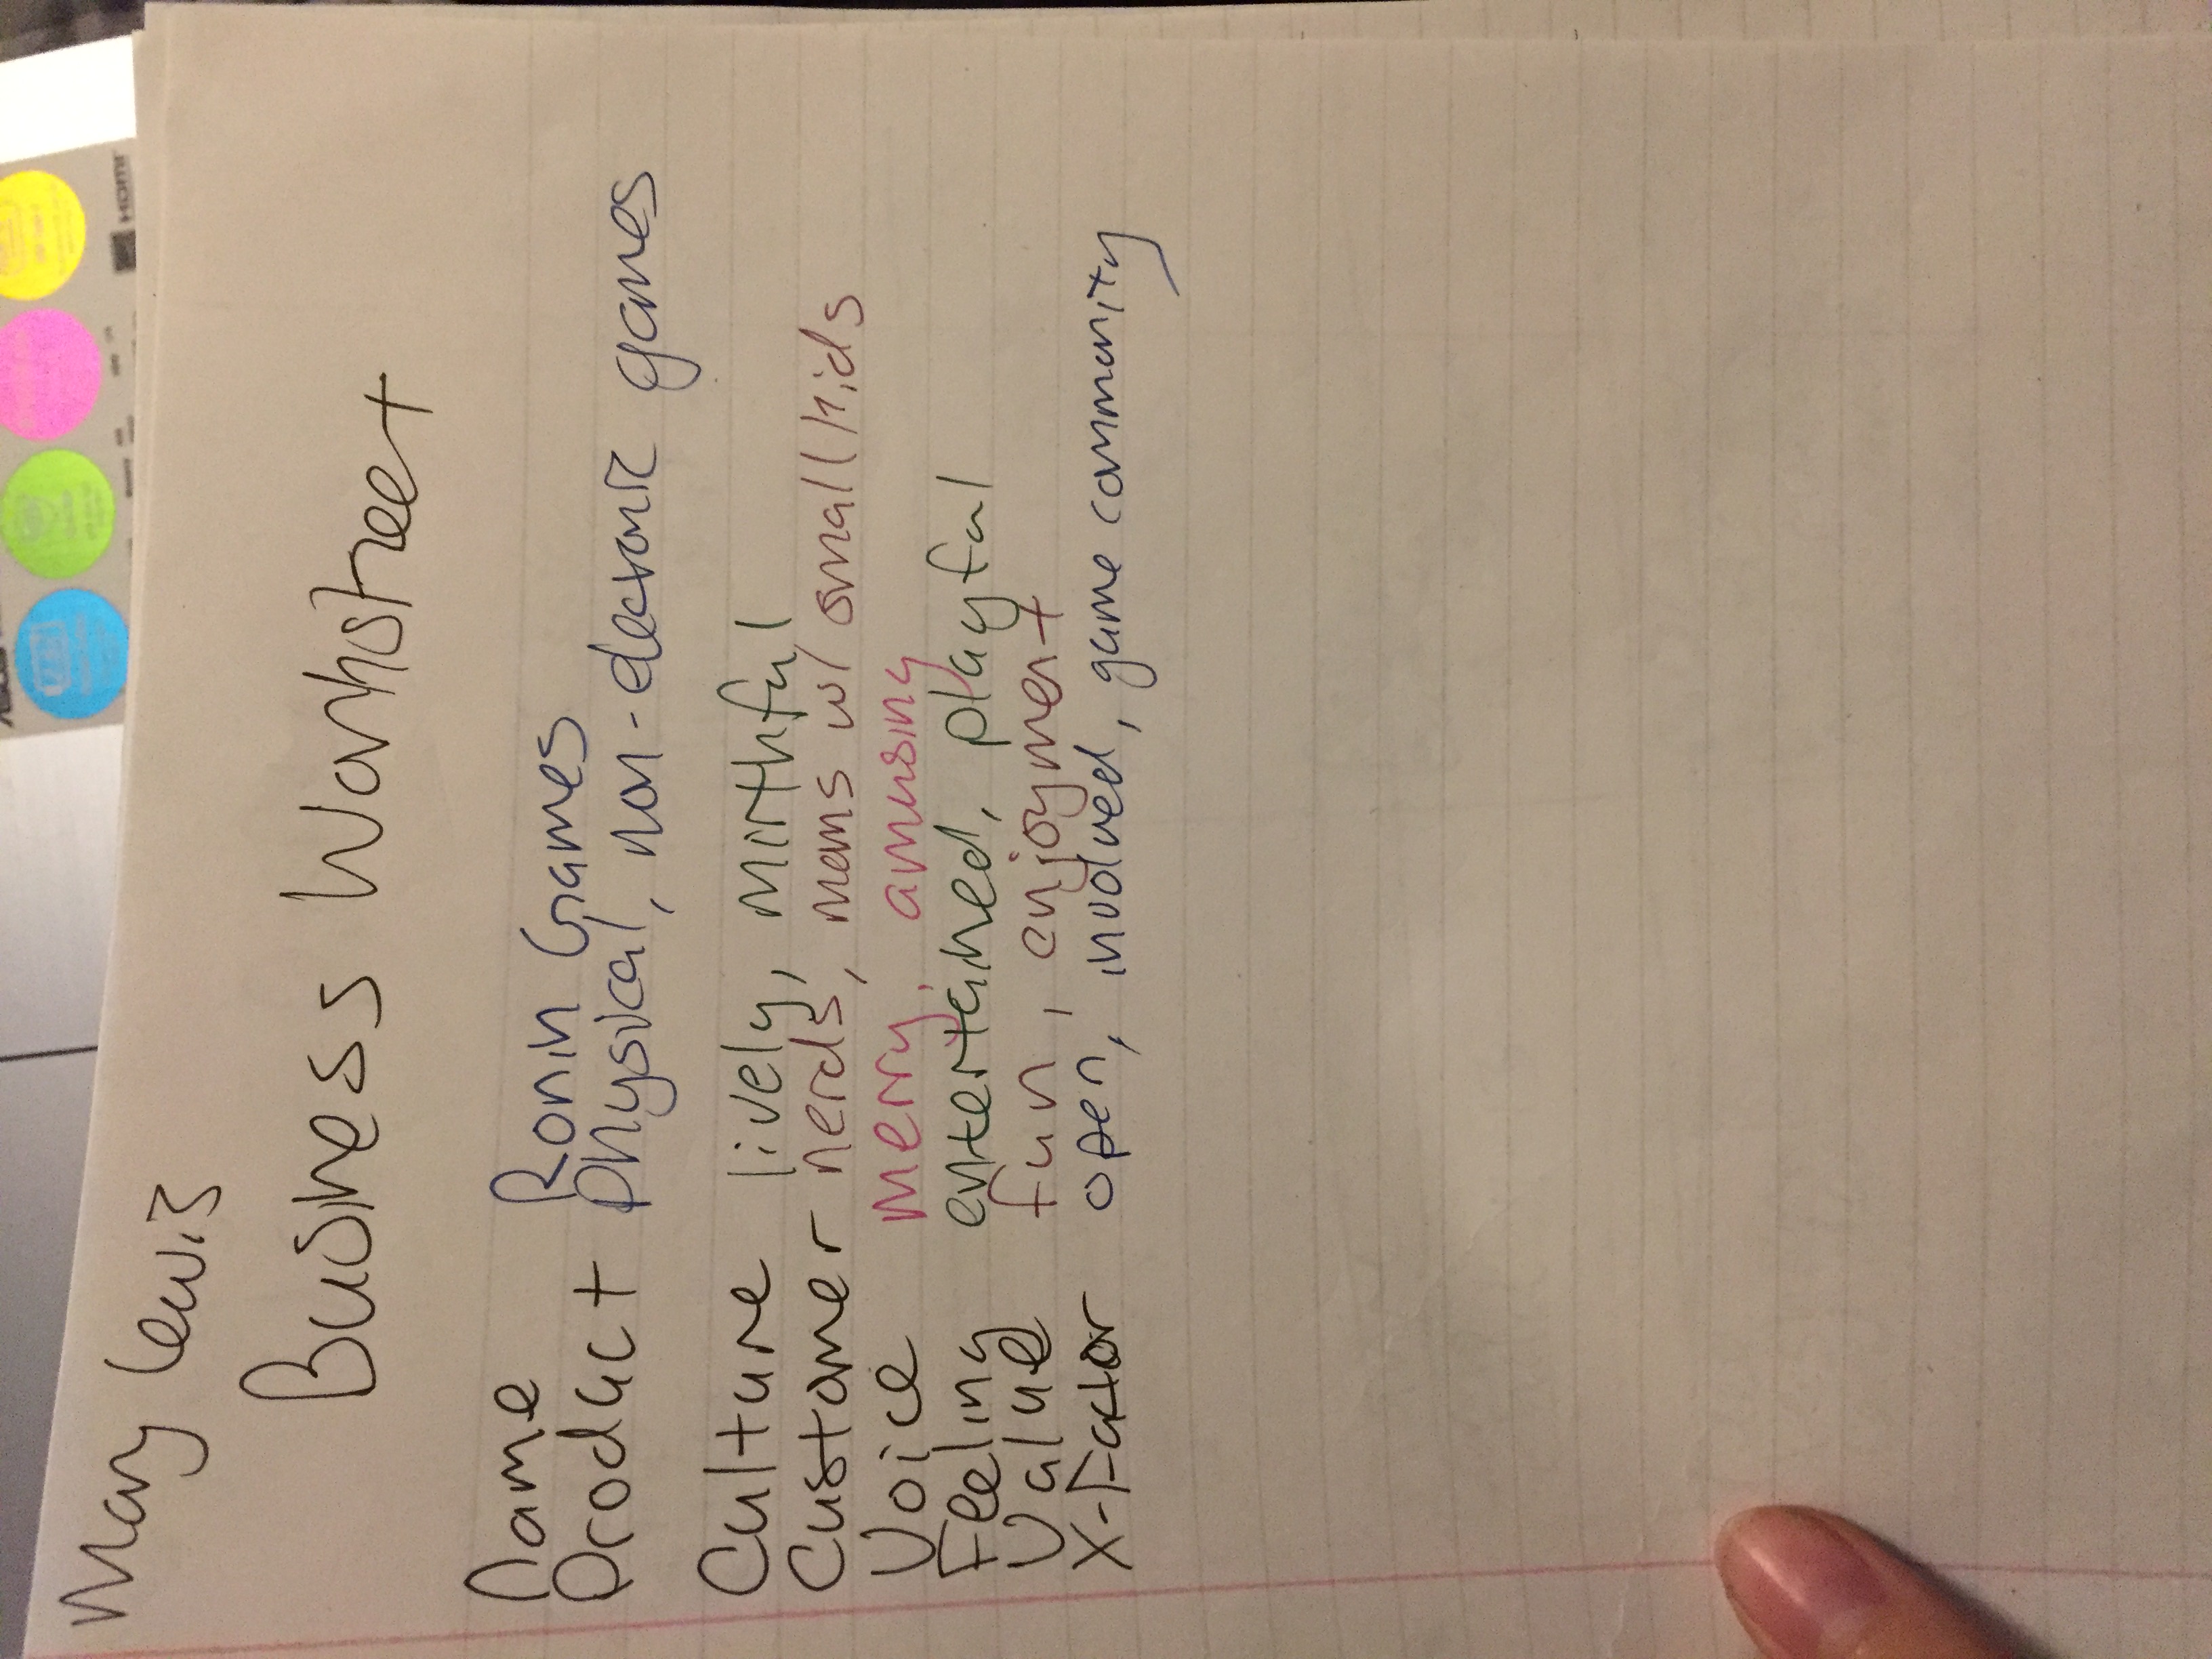 Mary Lewis
Business Worksheet
Name Ronin Games
Product Physical, non-electronic games
Culture lively, mirthful
Customer nerds, moms w/ small kids
Voice merry, amusing
Feeling entertained, playful
Value fun, enjoyment
X-Factor open, involved, game community
HDMI